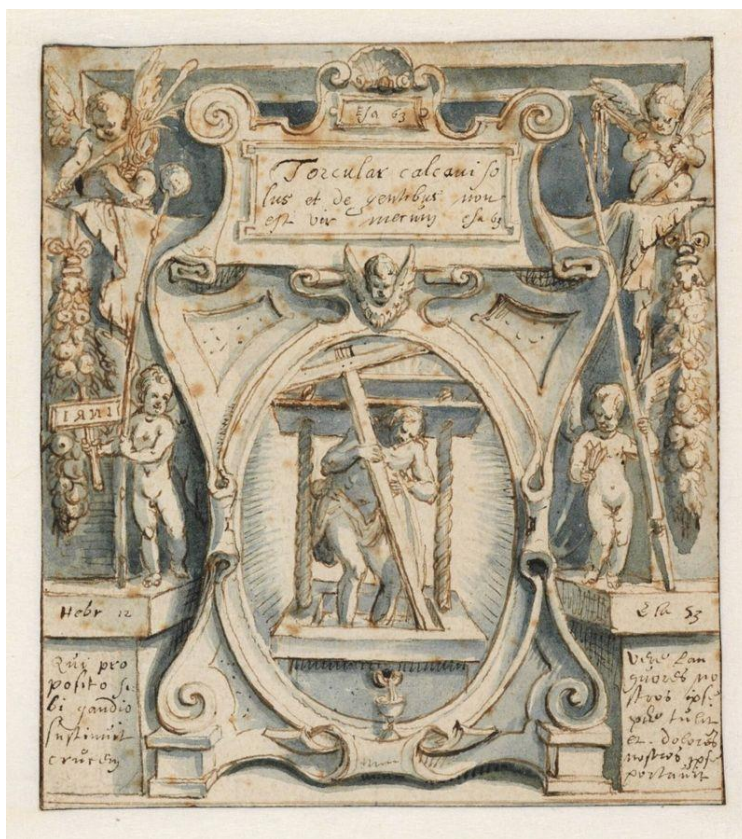 Esa 63
Torcular calcaui so
lus et de gentibus non
est vir mecum esa 63
INRI
Hebr 12
Esa 53
Qui pro
posito si
bi gaudio
sustinuit
crucem
Vere lan
guores no
stros ips
pse tulit
et dolores
nostros ipse
portauit